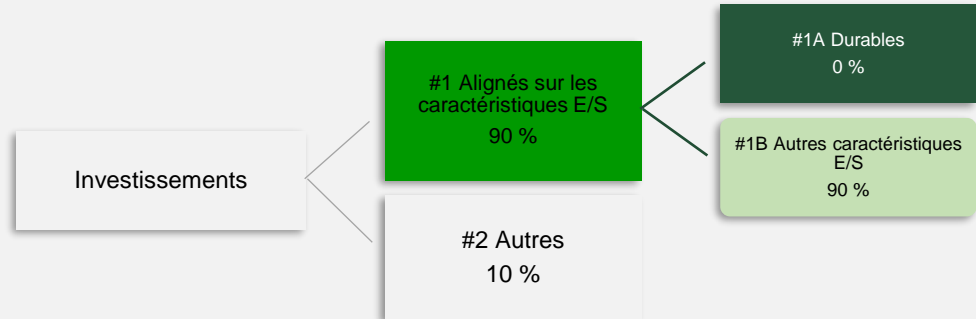 Investissements
#1 Alignés sur les
caractéristiques E/S
90 %
#2 Autres
10 %
#1A Durables
0 %
#1B Autres caractéristiques
E/S
90 %